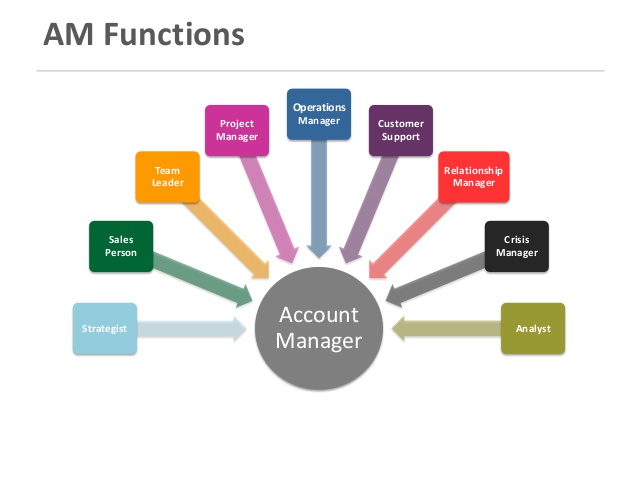 AM Functions
Operations
Manager
Project
Manager
Customer
Support
Team
Leader
Relationship
Manager
Sales
Person
Crisis
Manager
Strategist
Account
Manager
Analyst